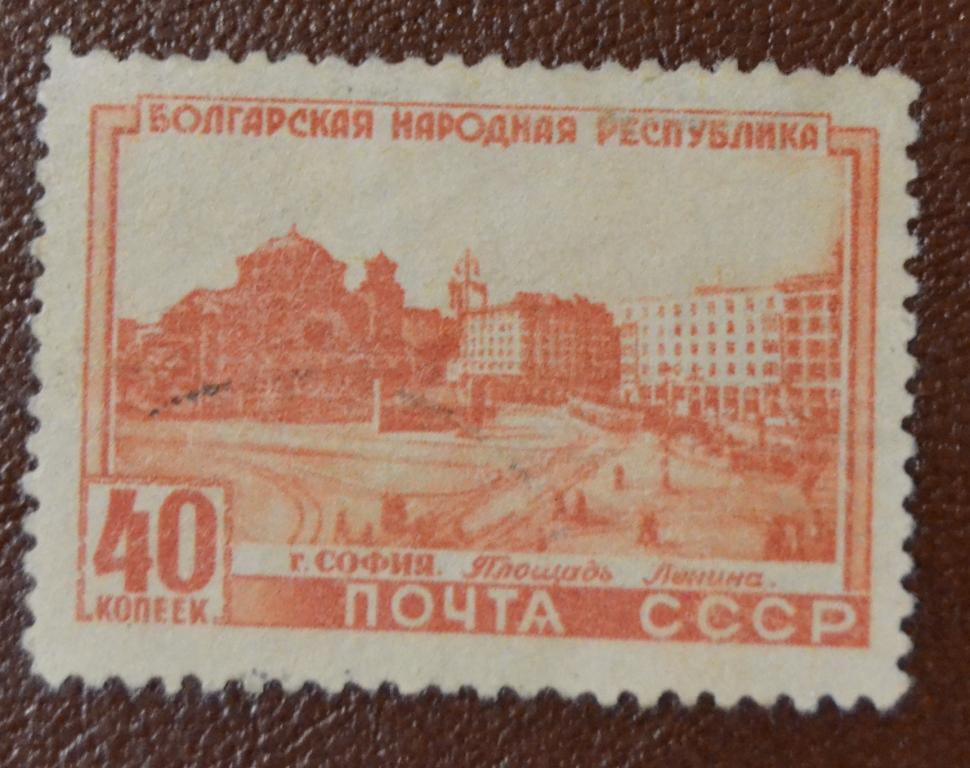 БОЛГАРСКАЯ НАРОДНАЯ РЕСПУБЛИКА
г. СОФИЯ. Площадь Ленина.
40
КОПЕЕК
ПОЧТА СССР